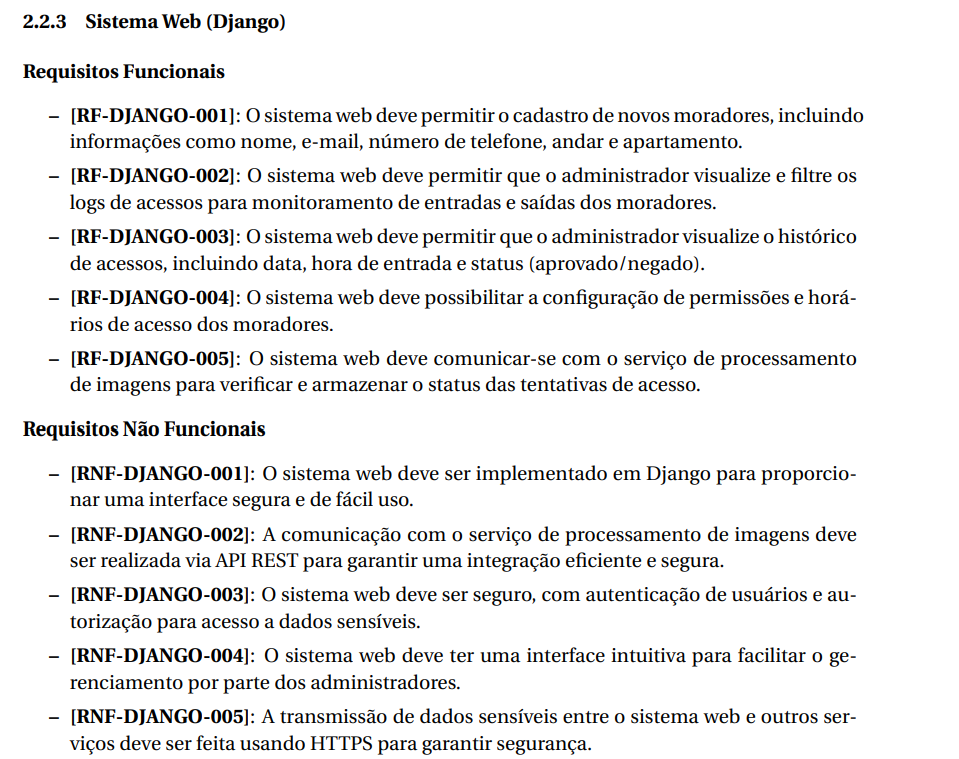 2.2.3 Sistema Web (Django)
Requisitos Funcionais
– [RF-DJANGO-001]: O sistema web deve permitir o cadastro de novos moradores, incluindo
informações como nome, e-mail, número de telefone, andar e apartamento.
– [RF-DJANGO-002]: O sistema web deve permitir que o administrador visualize e filtre os
logs de acessos para monitoramento de entradas e saídas dos moradores.
– [RF-DJANGO-003]: O sistema web deve permitir que o administrador visualize o histórico
de acessos, incluindo data, hora de entrada e status (aprovado/negado).
– [RF-DJANGO-004]: O sistema web deve possibilitar a configuração de permissões e horá-
rios de acesso dos moradores.
– [RF-DJANGO-005]: O sistema web deve comunicar-se com o serviço de processamento
de imagens para verificar e armazenar o status das tentativas de acesso.
Requisitos Não Funcionais
– [RNF-DJANGO-001]: O sistema web deve ser implementado em Django para proporcio-
nar uma interface segura e de fácil uso.
– [RNF-DJANGO-002]: A comunicação com o serviço de processamento de imagens deve
ser realizada via API REST para garantir uma integração eficiente e segura.
– [RNF-DJANGO-003]: O sistema web deve ser seguro, com autenticação de usuários e au-
torização para acesso a dados sensíveis.
– [RNF-DJANGO-004]: O sistema web deve ter uma interface intuitiva para facilitar o ge-
renciamento por parte dos administradores.
– [RNF-DJANGO-005]: A transmissão de dados sensíveis entre o sistema web e outros ser-
viços deve ser feita usando HTTPS para garantir segurança.